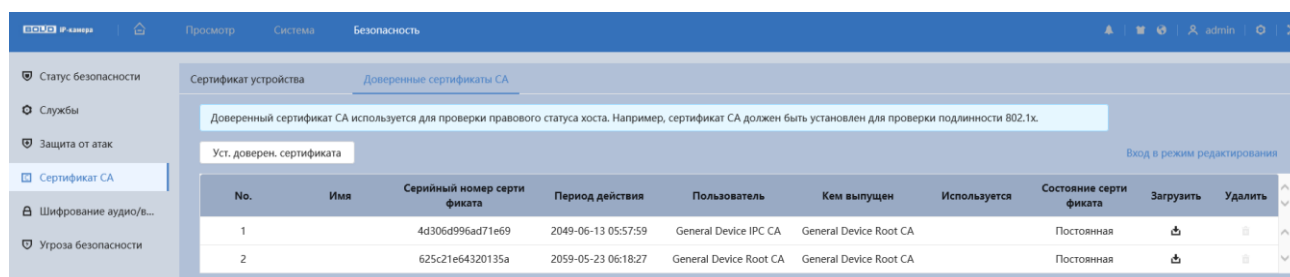 BOLID IP-камера Просмотр Система Безопасность admin
Статус безопасности
Службы
Защита от атак
Сертификат CA
Шифрование аудио/в...
Угроза безопасности
Сертификат устройства Доверенные сертификаты CA
Доверенный сертификат CA используется для проверки правового статуса хоста. Например, сертификат CA должен быть установлен для проверки подлинности 802.1x.
Уст. доверен. сертификата Вход в режим редактирования
No. Имя Серийный номер серти
фиката Период действия Пользователь Кем выпущен Используется Состояние серти
фиката Загрузить Удалить
1 4d306d996ad71e69 2049-06-13 05:57:59 General Device IPC CA General Device Root CA Постоянная
2 625c21e64320135a 2059-05-23 06:18:27 General Device Root CA General Device Root CA Постоянная